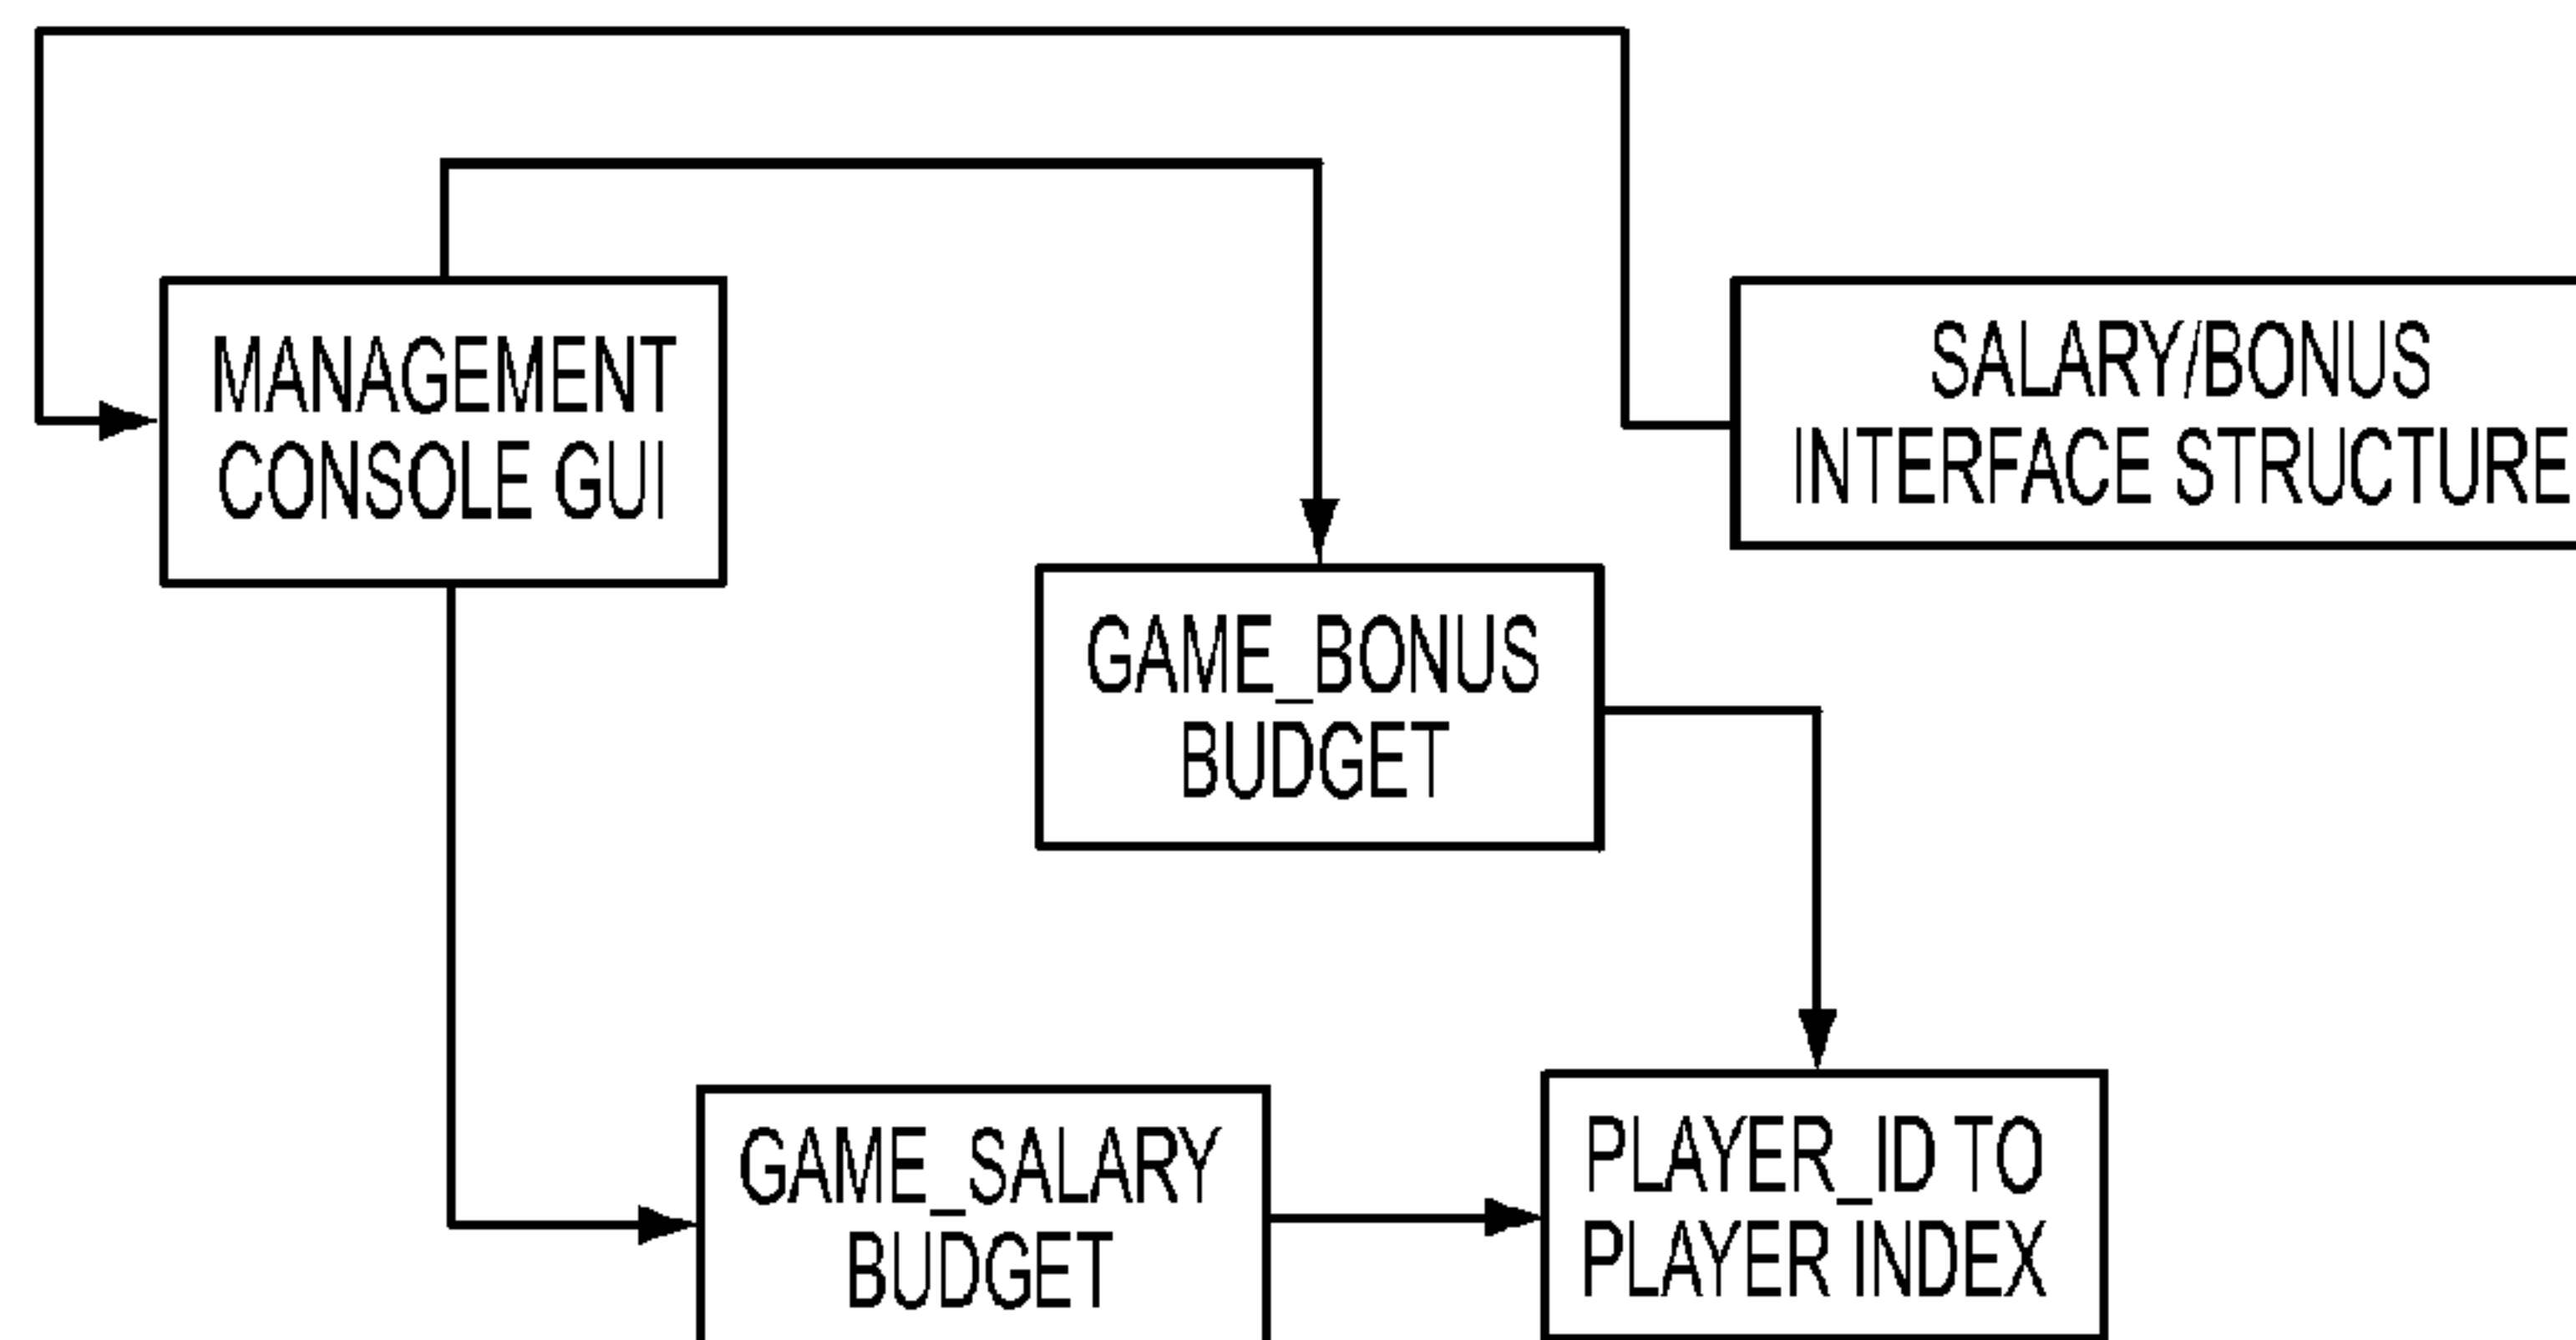 MANAGEMENT
CONSOLE GUI
SALARY/BONUS
INTERFACE STRUCTURE
GAME_BONUS
BUDGET
GAME_SALARY
BUDGET
PLAYER_ID TO
PLAYER INDEX